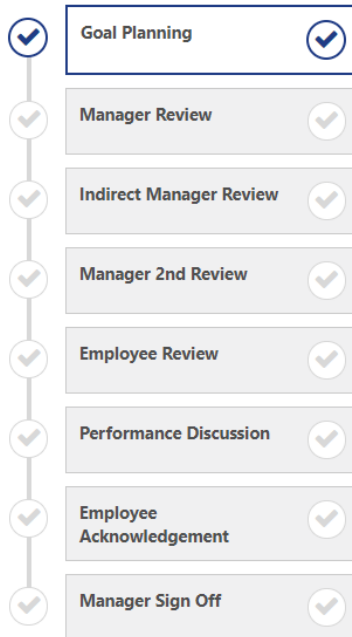 Goal Planning
Manager Review
Indirect Manager Review
Manager 2nd Review
Employee Review
Performance Discussion
Employee
Acknowledgement
Manager Sign Off